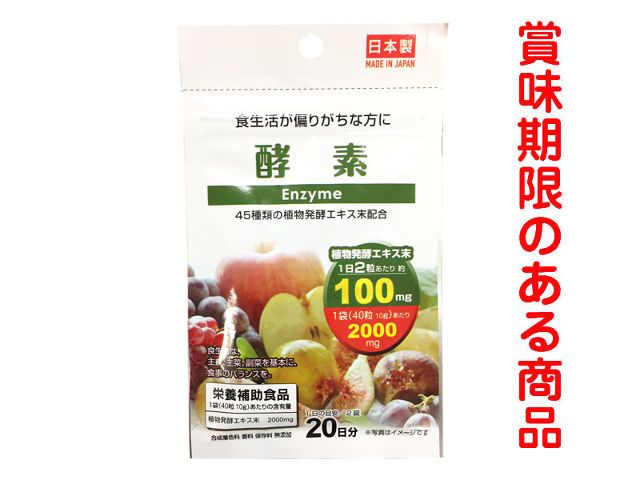 日本製
MADE IN JAPAN
食生活が偏りがちな方に
酵素
Enzyme
45種類の植物発酵エキス末配合
植物発酵エキス末
1日2粒あたり 約
100mg
1袋(40粒 10g)あたり
2000
mg
食生活は、
主食、主菜、副菜を基本に、
食事のバランスを。
栄養補助食品
1袋(40粒 10g)あたりの含有量
植物発酵エキス末 2000mg
合成着色料 香料 保存料 無添加
1日の目安/2錠
20日分
※写真はイメージです
賞味期限のある商品